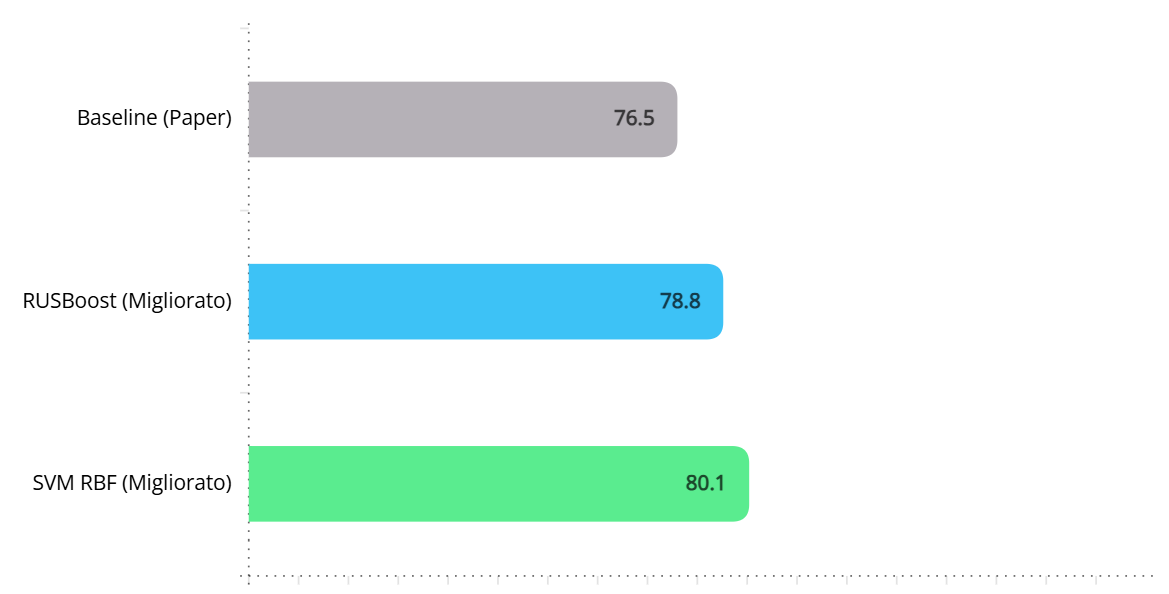 Baseline (Paper)
76.5
RUSBoost (Migliorato)
78.8
SVM RBF (Migliorato)
80.1